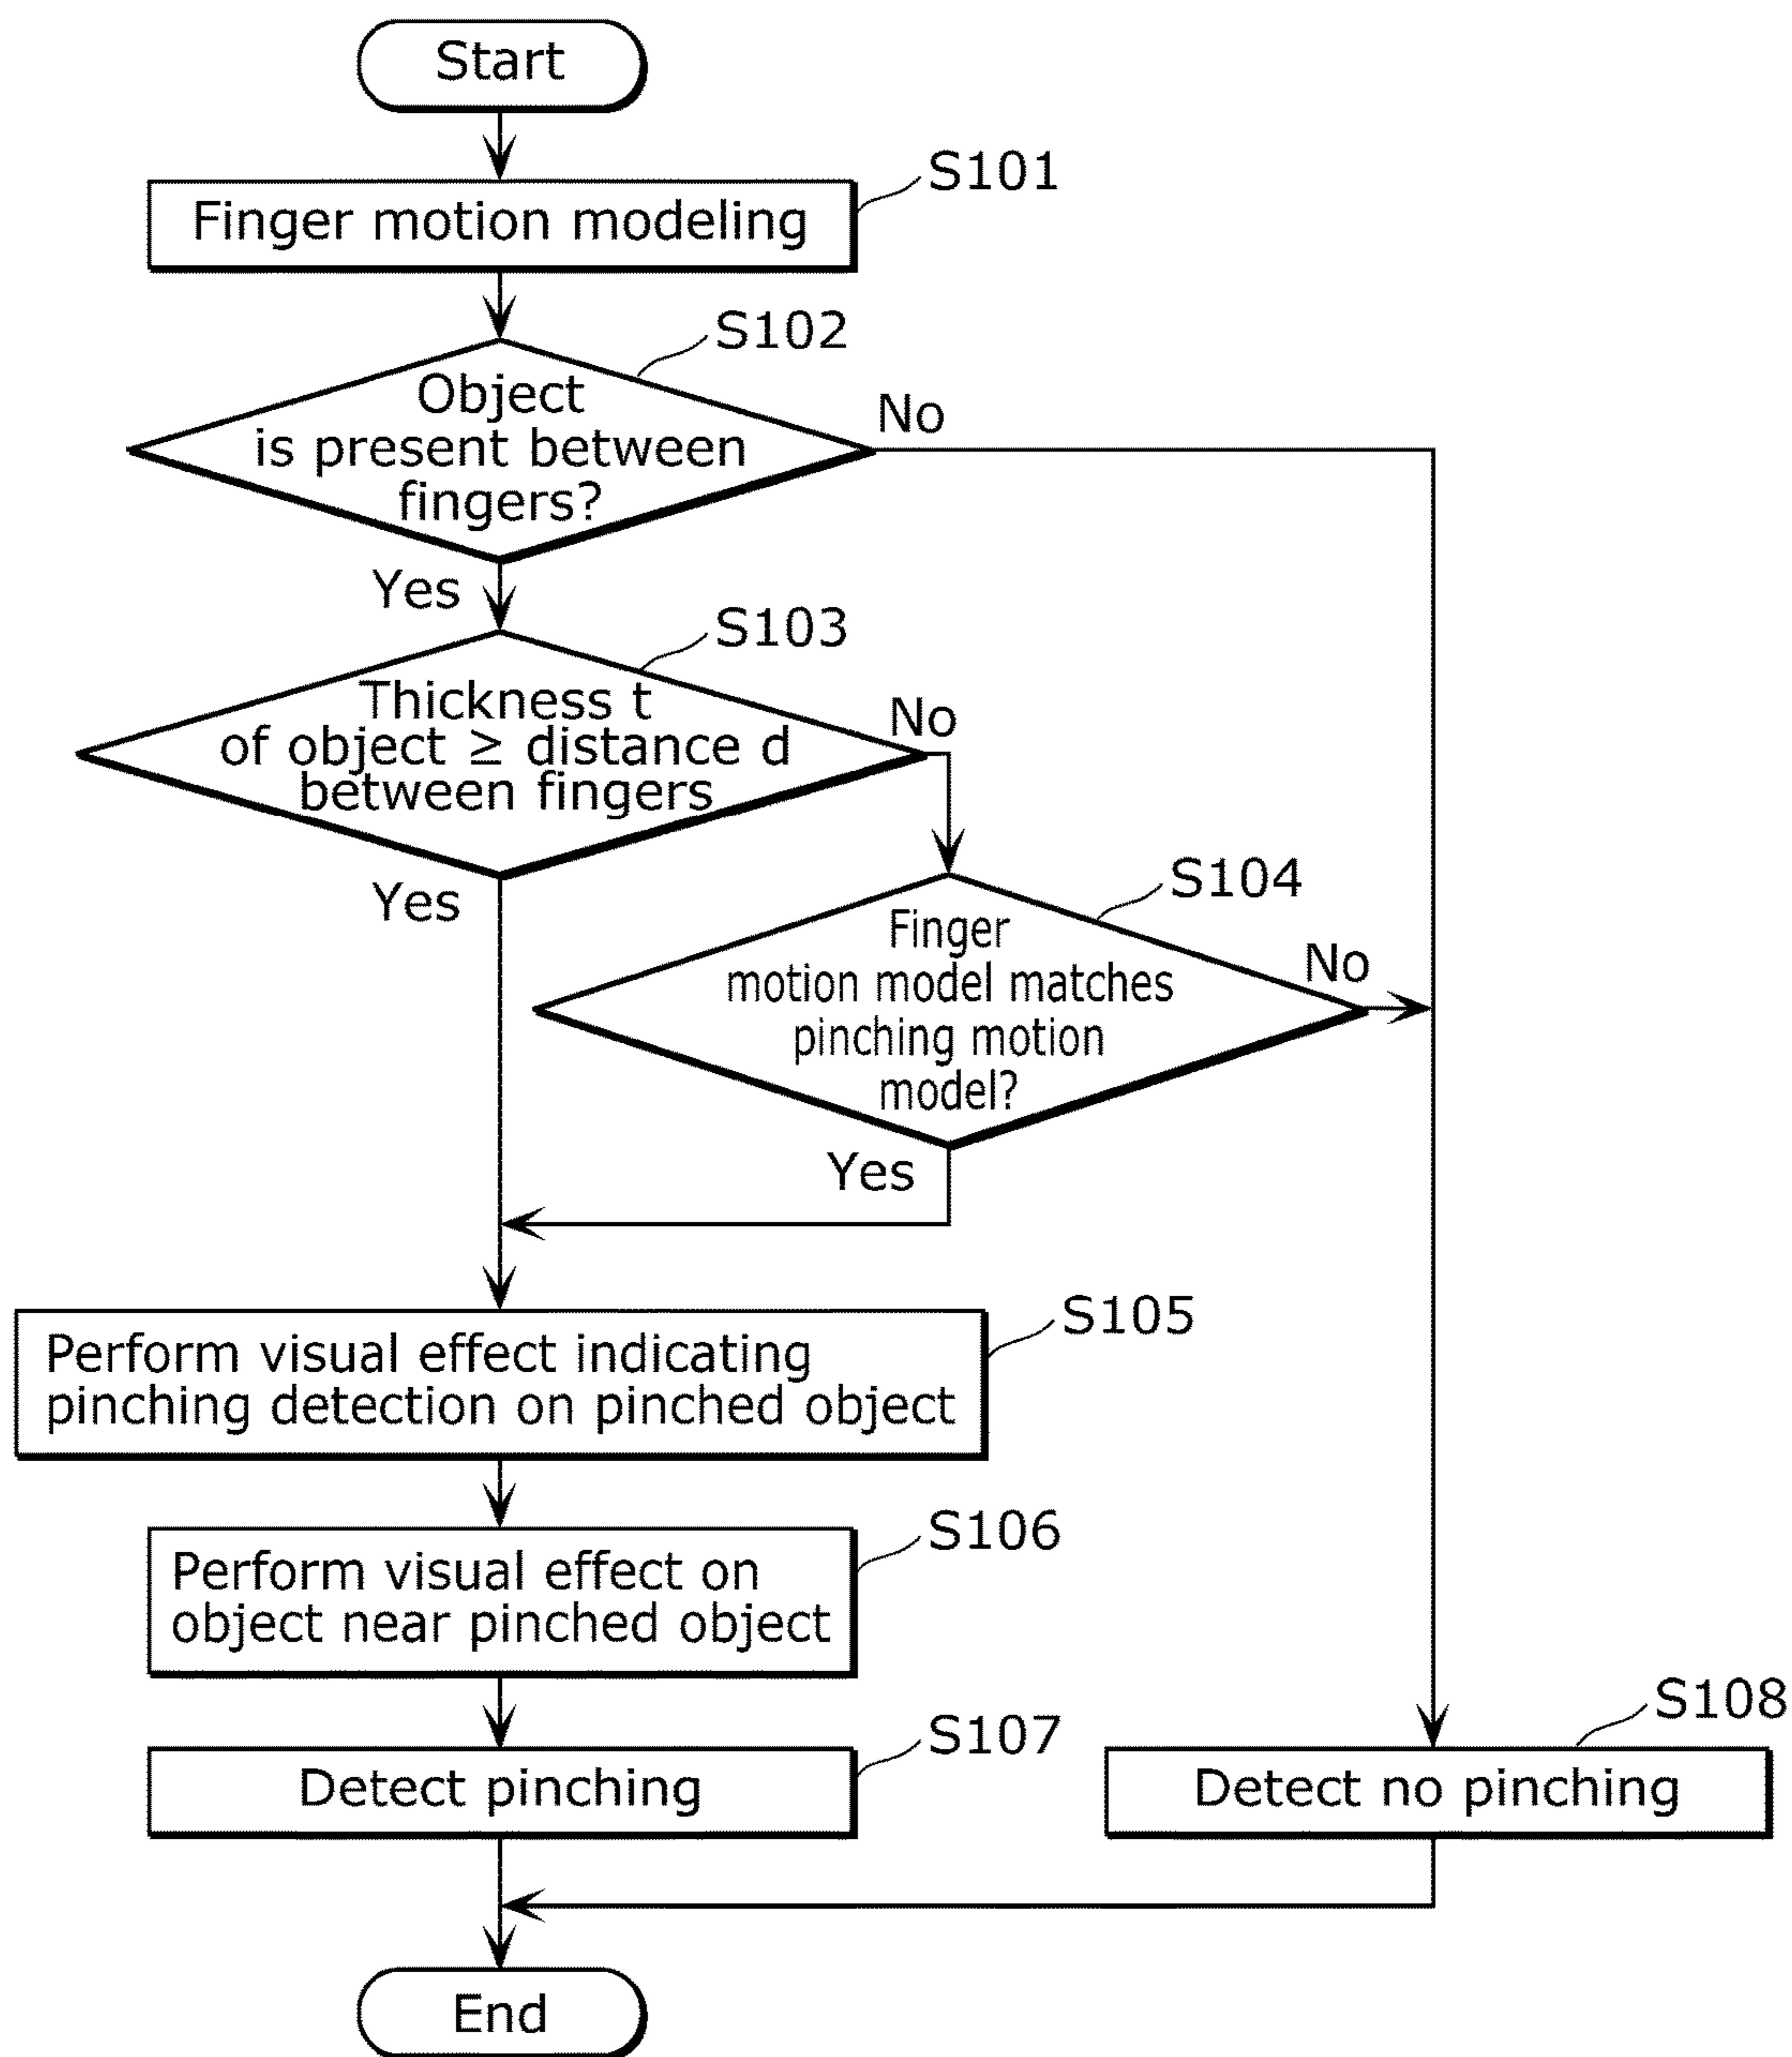 Start
S101
Finger motion modeling
S102
Object
is present between
fingers?
No
Yes
S103
Thickness t
of object ≥ distance d
between fingers
No
Yes
S104
Finger
motion model matches
pinching motion
model?
No
Yes
S105
Perform visual effect indicating
pinching detection on pinched object
S106
Perform visual effect on
object near pinched object
S107
Detect pinching
S108
Detect no pinching
End